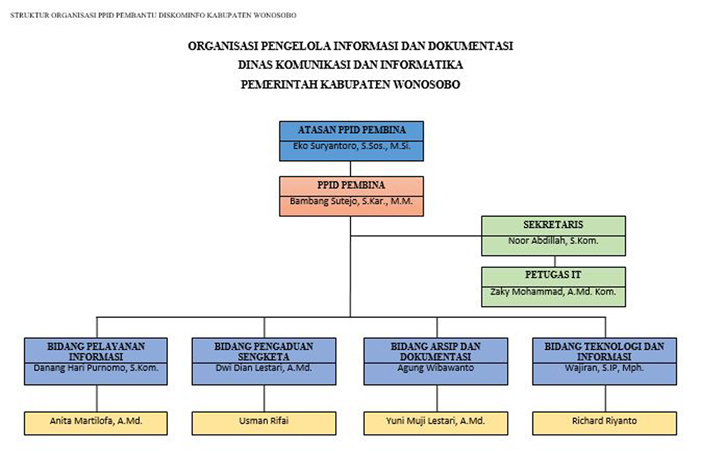 STRUKTUR ORGANISASI PPID PEMBANTU DISKOMINFO KABUPATEN WONOSOBO
ORGANISASI PENGELOLA INFORMASI DAN DOKUMENTASI
DINAS KOMUNIKASI DAN INFORMATIKA
PEMERINTAH KABUPATEN WONOSOBO
ATASAN PPID PEMBINA
Eko Suryantoro, S.Sos., M.Si.
PPID PEMBINA
Bambang Sutejo, S.Kar., M.M.
SEKRETARIS
Noor Abdillah, S.Kom.
PETUGAS IT
Zaky Mohammad, A.Md. Kom.
BIDANG PELAYANAN
INFORMASI
Danang Hari Purnomo, S.Kom.
BIDANG PENGADUAN
SENGKETA
Dwi Dian Lestari, A.Md.
BIDANG ARSIP DAN
DOKUMENTASI
Agung Wibawanto
BIDANG TEKNOLOGI DAN
INFORMASI
Wajiran, S.IP, Mph.
Anita Martilofa, A.Md.
Usman Rifai
Yuni Muji Lestari, A.Md.
Richard Riyanto